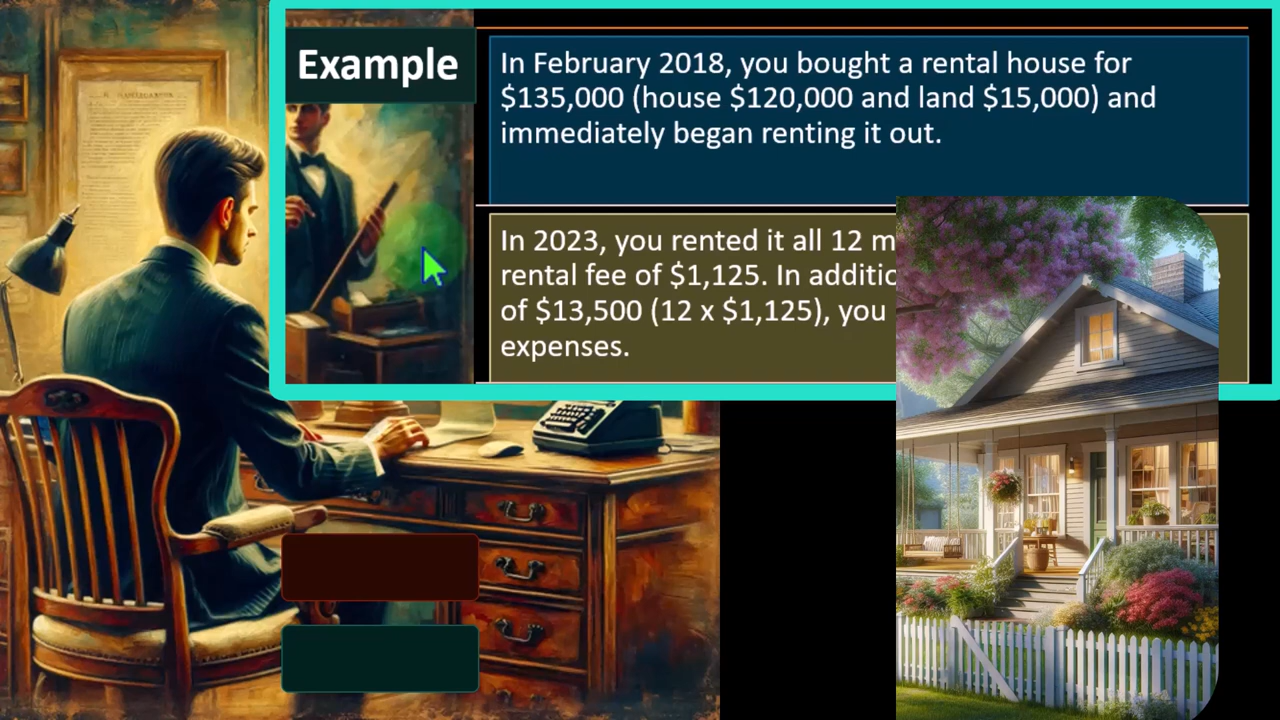 Example
In February 2018, you bought a rental house for
$135,000 (house $120,000 and land $15,000) and
immediately began renting it out.
In 2023, you rented it all 12 m
rental fee of $1,125. In additio
of $13,500 (12 x $1,125), you
expenses.